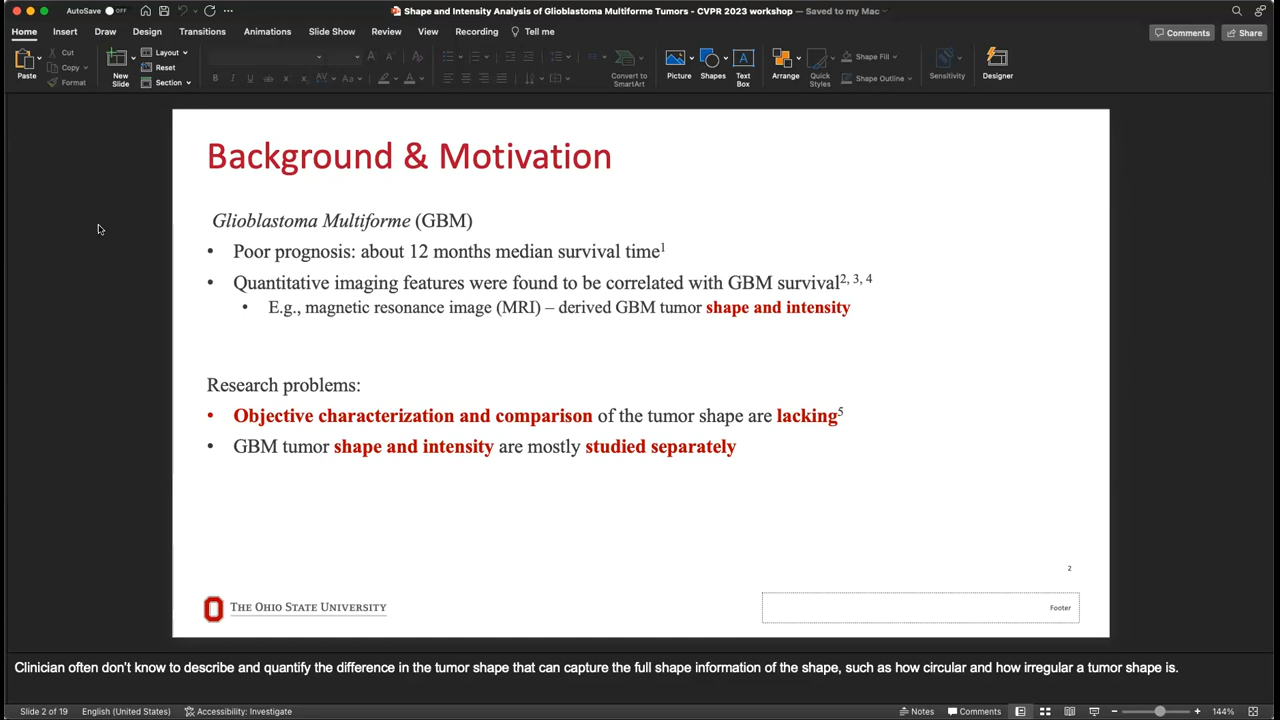 AutoSave OFF
Shape and Intensity Analysis of Glioblastoma Multiforme Tumors - CVPR 2023 workshop — Saved to my Mac
Home Insert Draw Design Transitions Animations Slide Show Review View Recording Tell me
Comments Share
Paste
Cut
Copy
Format
New Slide
Layout
Reset
Section
Convert to SmartArt
Picture
Shapes
Text Box
Arrange
Quick Styles
Shape Fill
Shape Outline
Sensitivity
Designer
Background & Motivation
Glioblastoma Multiforme (GBM)
• Poor prognosis: about 12 months median survival time1
• Quantitative imaging features were found to be correlated with GBM survival2, 3, 4
• E.g., magnetic resonance image (MRI) – derived GBM tumor shape and intensity
Research problems:
• Objective characterization and comparison of the tumor shape are lacking5
• GBM tumor shape and intensity are mostly studied separately
2
THE OHIO STATE UNIVERSITY
Footer
Clinician often don't know to describe and quantify the difference in the tumor shape that can capture the full shape information of the shape, such as how circular and how irregular a tumor shape is.
Slide 2 of 19 English (United States) Accessibility: Investigate Notes Comments 144%